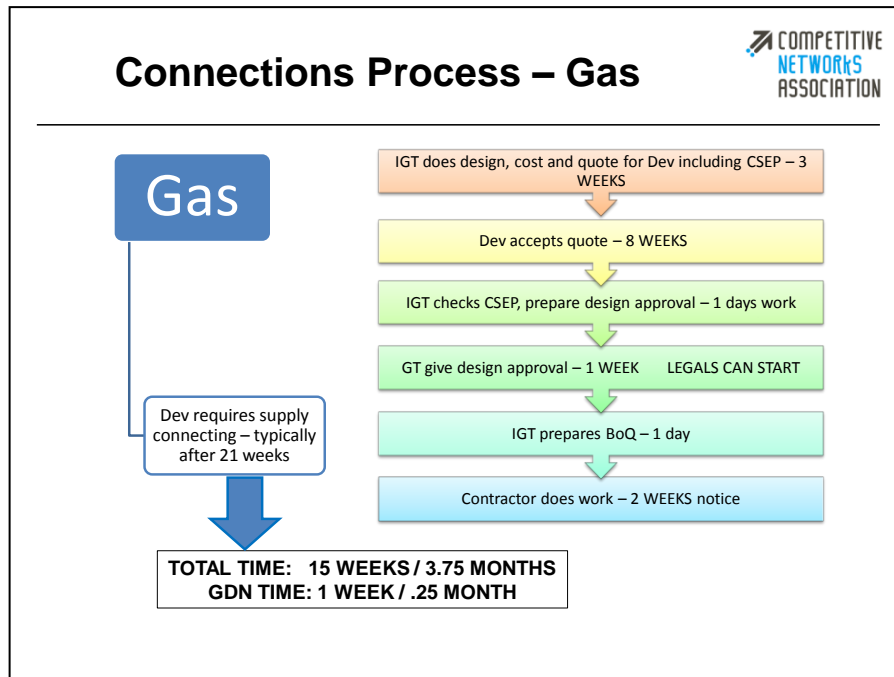 Connections Process – Gas
COMPETITIVE
NETWORKS
ASSOCIATION
Gas
IGT does design, cost and quote for Dev including CSEP – 3
WEEKS
Dev accepts quote – 8 WEEKS
IGT checks CSEP, prepare design approval – 1 days work
GT give design approval – 1 WEEK LEGALS CAN START
IGT prepares BoQ – 1 day
Contractor does work – 2 WEEKS notice
Dev requires supply
connecting – typically
after 21 weeks
TOTAL TIME: 15 WEEKS / 3.75 MONTHS
GDN TIME: 1 WEEK / .25 MONTH